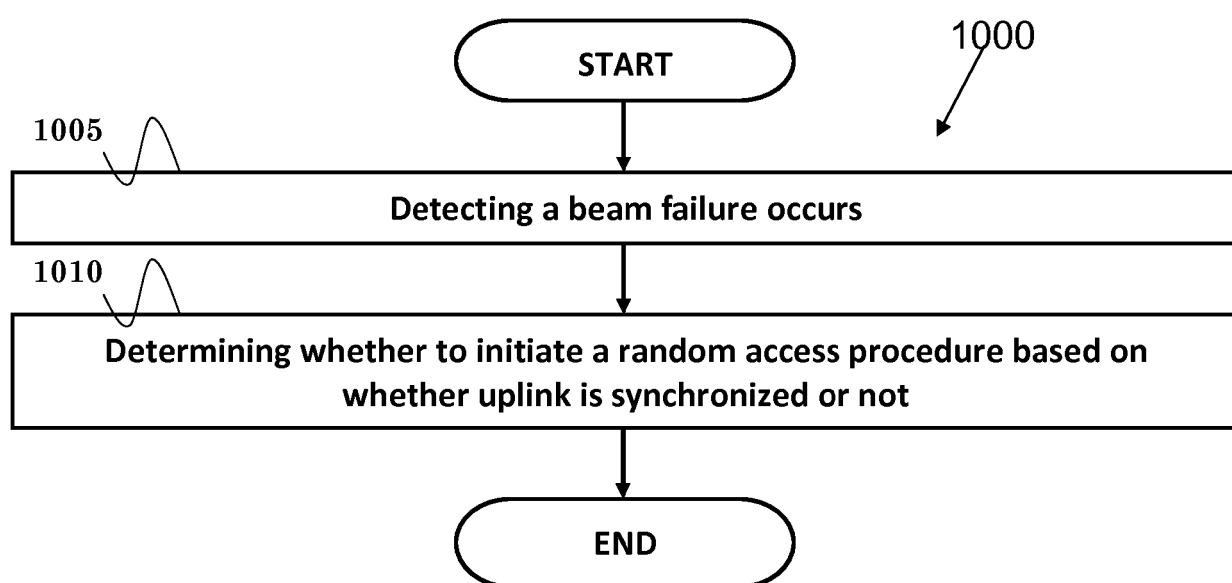 START
1000
1005
Detecting a beam failure occurs
1010
Determining whether to initiate a random access procedure based on
whether uplink is synchronized or not
END